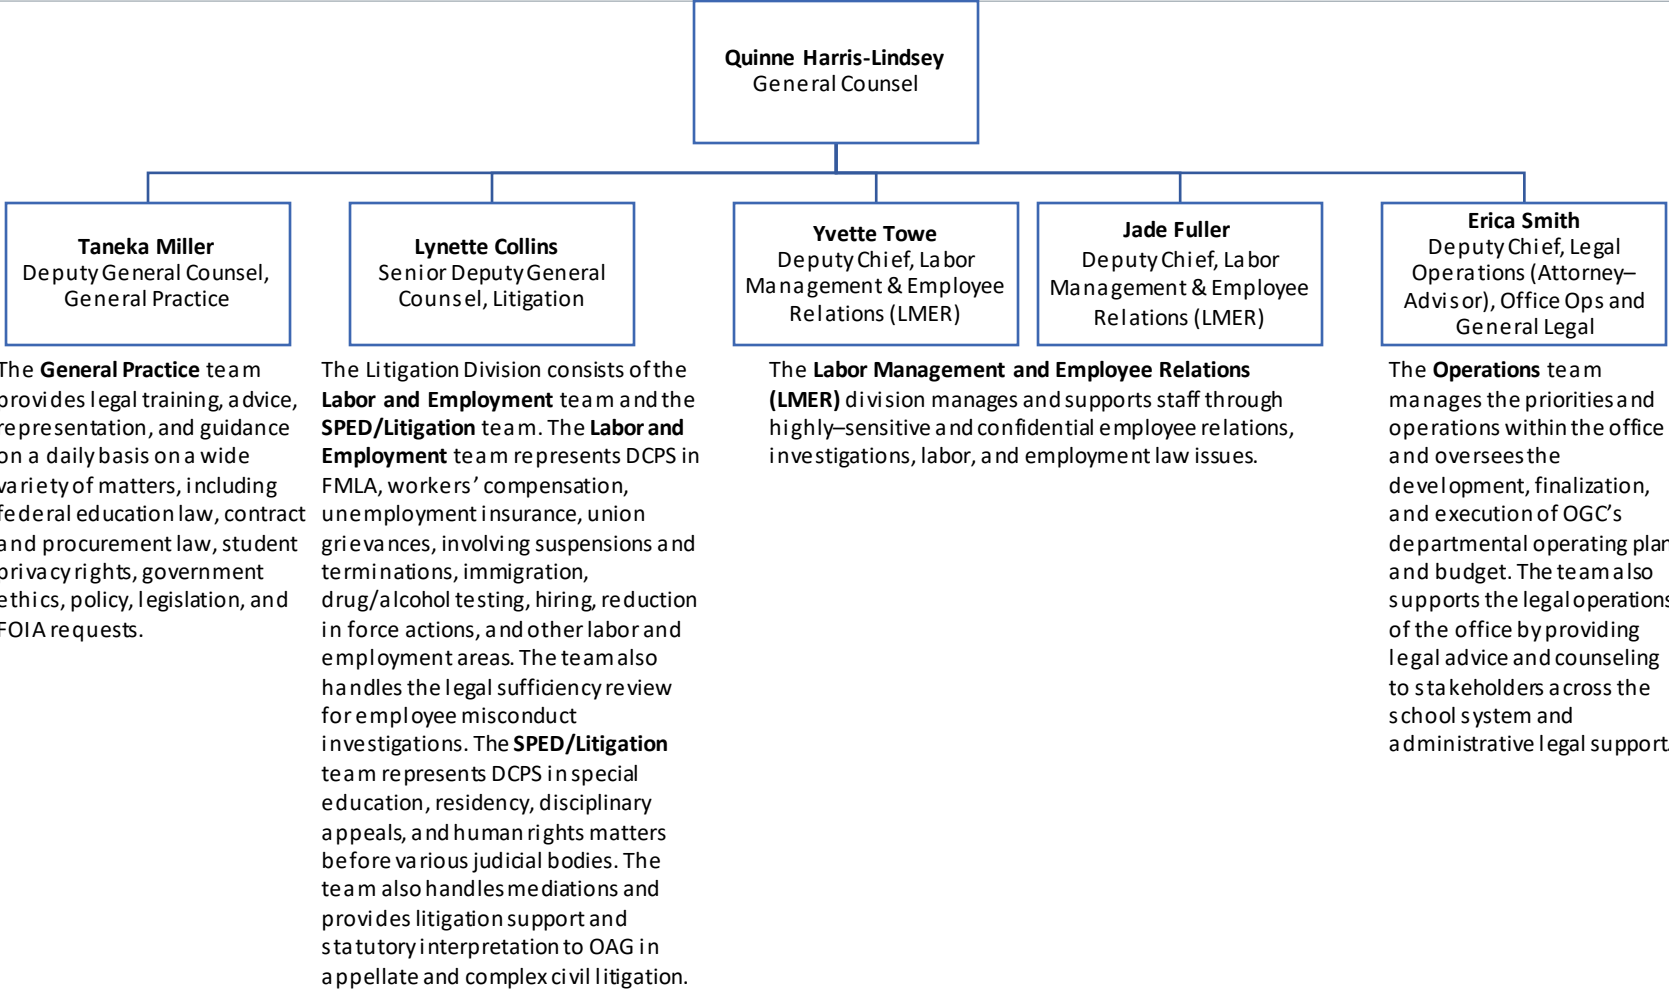 Quinne Harris-Lindsey
General Counsel
Taneka Miller
Deputy General Counsel,
General Practice
Lynette Collins
Senior Deputy General
Counsel, Litigation
Yvette Towe
Deputy Chief, Labor
Management & Employee
Relations (LMER)
Jade Fuller
Deputy Chief, Labor
Management & Employee
Relations (LMER)
Erica Smith
Deputy Chief, Legal
Operations (Attorney–
Advisor), Office Ops and
General Legal
The General Practice team
provides legal training, advice,
representation, and guidance
on a daily basis on a wide
variety of matters, including
federal education law, contract
and procurement law, student
privacy rights, government
ethics, policy, legislation, and
FOIA requests.
The Litigation Division consists of the
Labor and Employment team and the
SPED/Litigation team. The Labor and
Employment team represents DCPS in
FMLA, workers’ compensation,
unemployment insurance, union
grievances, involving suspensions and
terminations, immigration,
drug/alcohol testing, hiring, reduction
in force actions, and other labor and
employment areas. The team also
handles the legal sufficiency review
for employee misconduct
investigations. The SPED/Litigation
team represents DCPS in special
education, residency, disciplinary
appeals, and human rights matters
before various judicial bodies. The
team also handles mediations and
provides litigation support and
statutory interpretation to OAG in
appellate and complex civil litigation.
The Labor Management and Employee Relations
(LMER) division manages and supports staff through
highly–sensitive and confidential employee relations,
investigations, labor, and employment law issues.
The Operations team
manages the priorities and
operations within the office
and oversees the
development, finalization,
and execution of OGC’s
departmental operating plan
and budget. The team also
supports the legal operations
of the office by providing
legal advice and counseling
to stakeholders across the
school system and
administrative legal support.